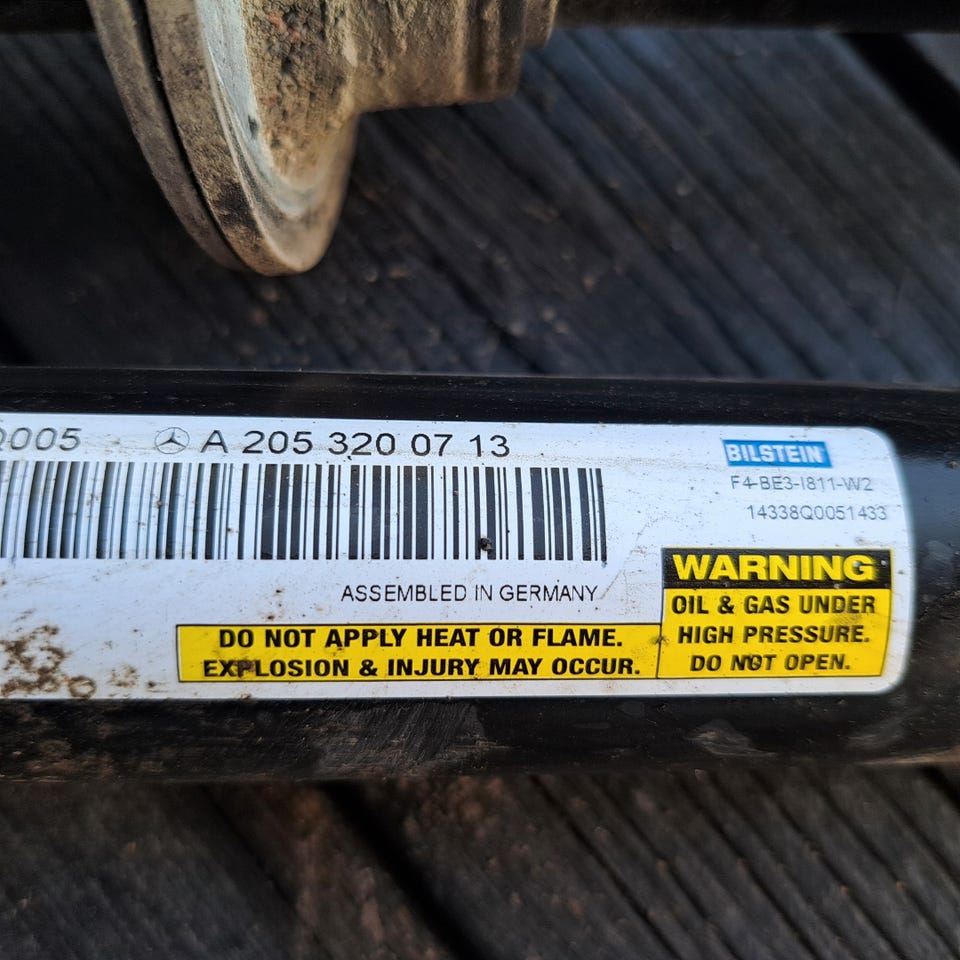 Q005 A 205 320 07 13
BILSTEIN
F4-BE3-I811-W2
14338Q0051433
ASSEMBLED IN GERMANY
WARNING
OIL & GAS UNDER
HIGH PRESSURE.
DO NOT OPEN.
DO NOT APPLY HEAT OR FLAME.
EXPLOSION & INJURY MAY OCCUR.